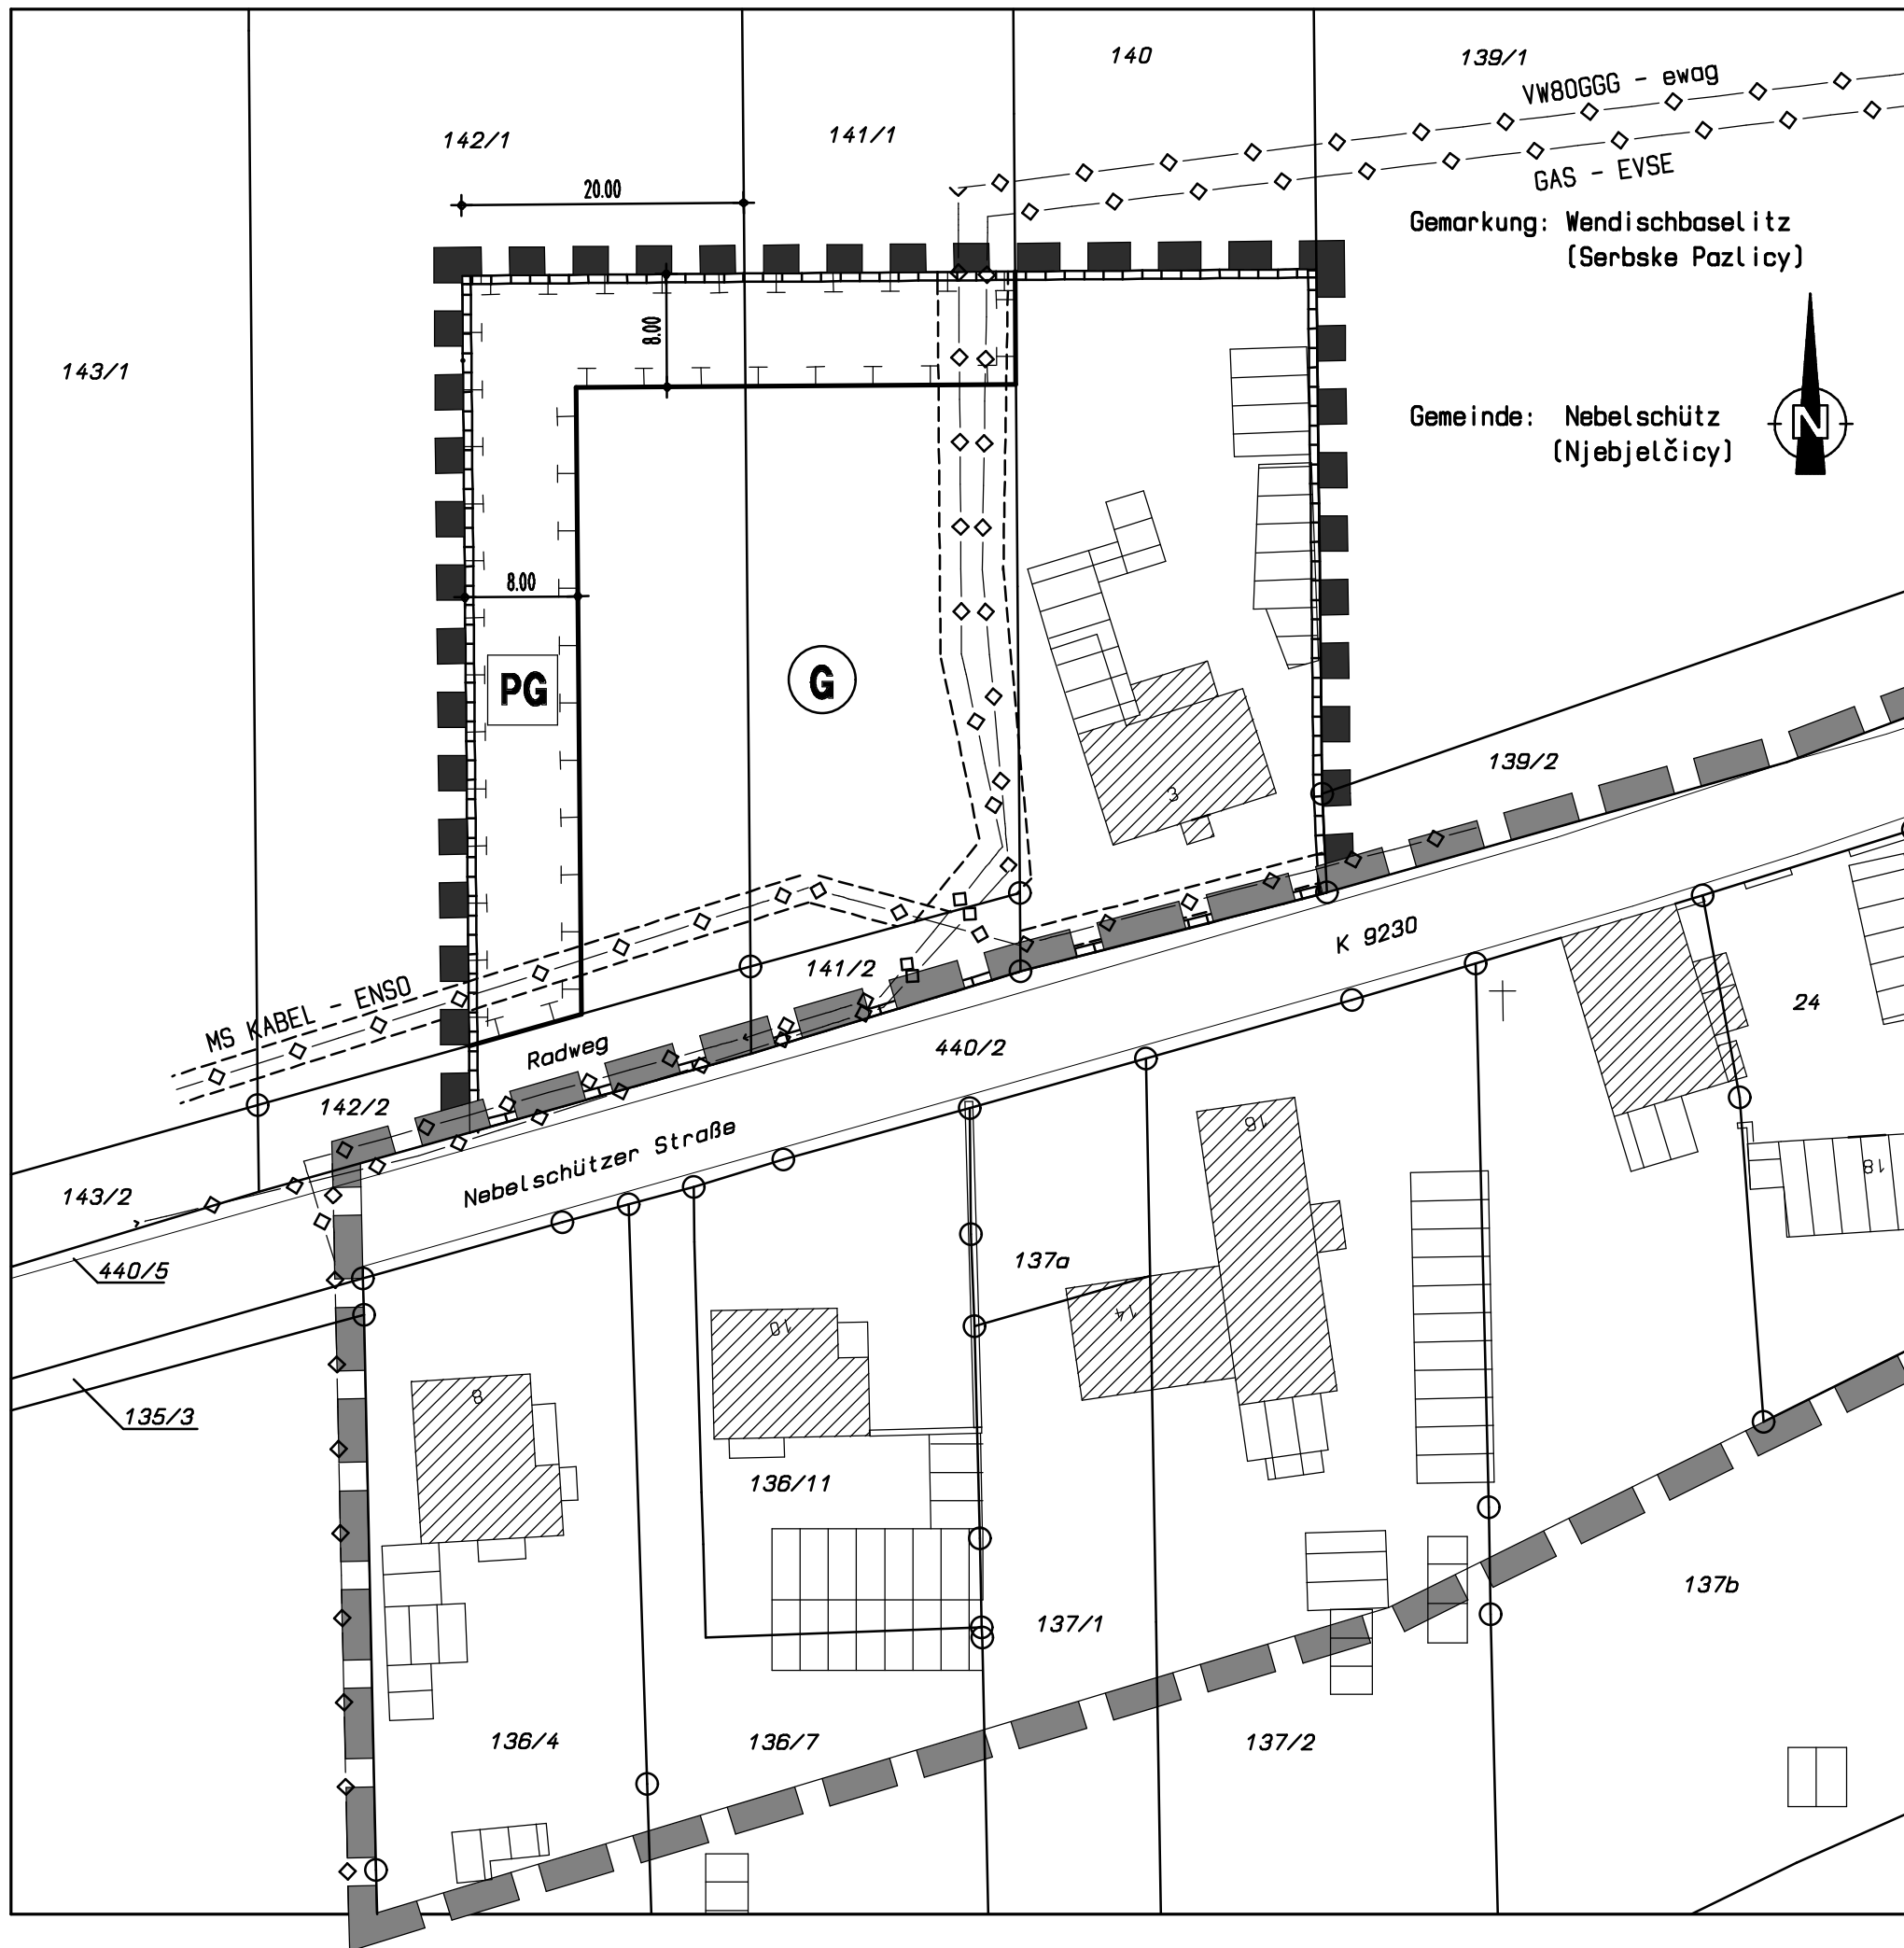 140
139/1
VW80GGG - ewag
142/1
141/1
GAS - EVSE
20.00
Gemarkung: Wendischbaselitz
(Serbske Pazlicy)
8.00
143/1
Gemeinde: Nebelschütz
(Njebjelčicy)
N
8.00
PG
G
3
139/2
K 9230
MS KABEL - ENSO
141/2
24
Radweg
440/2
142/2
Nebelschützer Straße
16
18
143/2
440/5
137a
14
10
135/3
8
136/11
137b
137/1
136/4
136/7
137/2